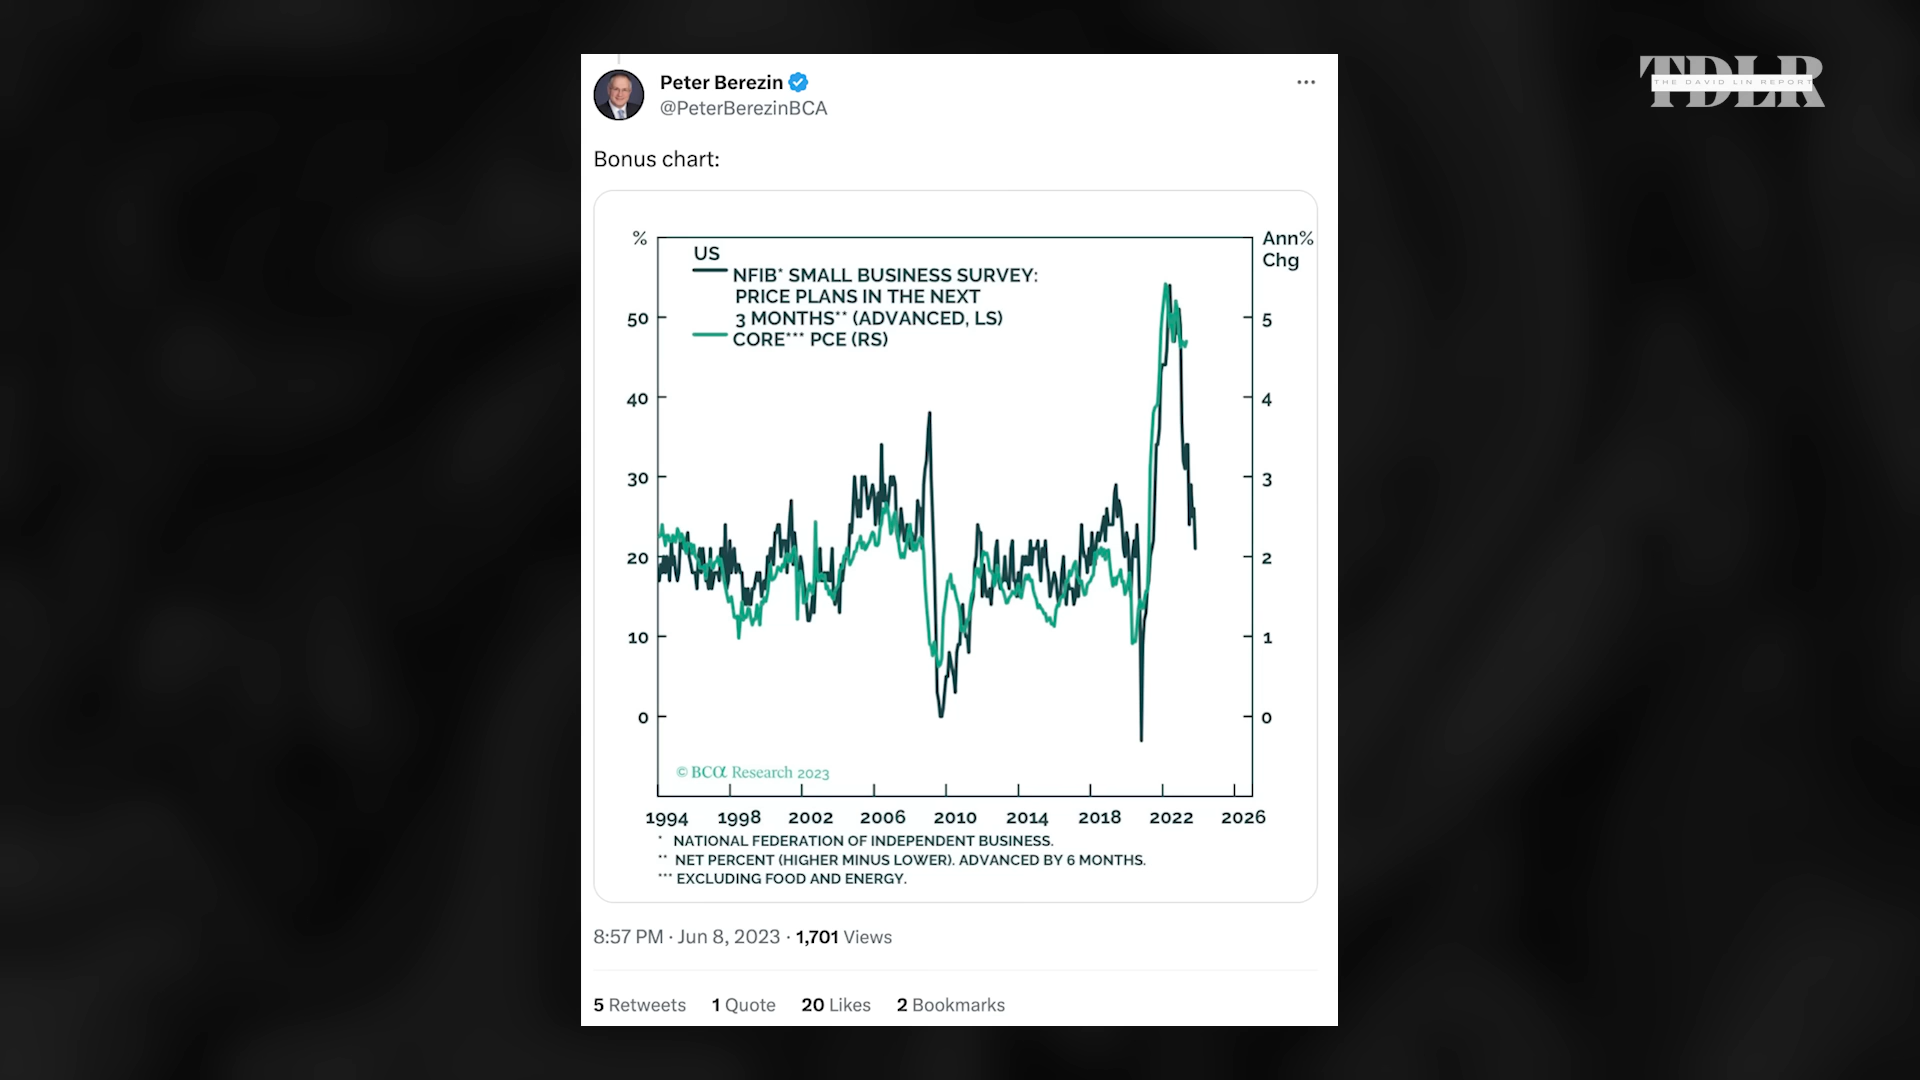 Peter Berezin
@PeterBerezinBCA
Bonus chart:
%
Ann%
Chg
US
NFIB* SMALL BUSINESS SURVEY:
PRICE PLANS IN THE NEXT
3 MONTHS** (ADVANCED, LS)
CORE*** PCE (RS)
50
40
30
20
10
0
5
4
3
2
1
0
© BCα Research 2023
1994 1998 2002 2006 2010 2014 2018 2022 2026
* NATIONAL FEDERATION OF INDEPENDENT BUSINESS.
** NET PERCENT (HIGHER MINUS LOWER). ADVANCED BY 6 MONTHS.
*** EXCLUDING FOOD AND ENERGY.
8:57 PM · Jun 8, 2023 · 1,701 Views
5 Retweets 1 Quote 20 Likes 2 Bookmarks
TDLR
THE DAVID LIN REPORT